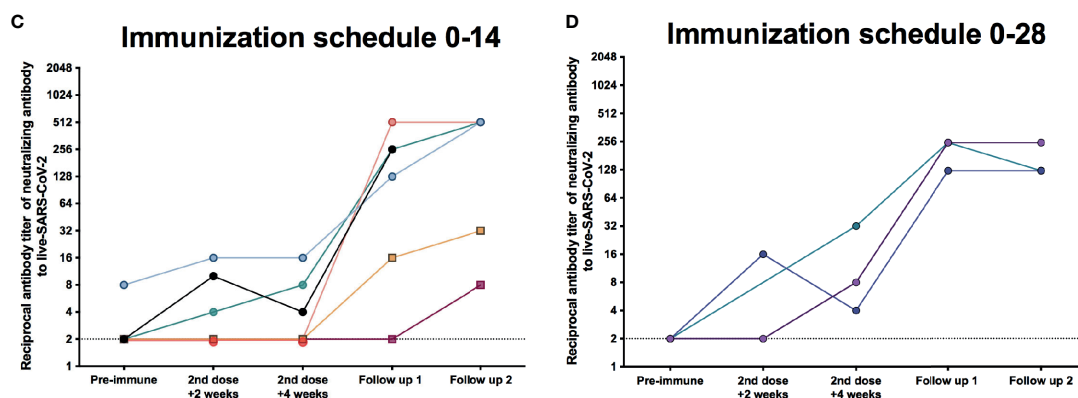 C
Immunization schedule 0-14
Reciprocal antibody titer of neutralizing antibody
to live-SARS-CoV-2
2048
1024
512
256
128
64
32
16
8
4
2
1
Pre-immune
2nd dose
+2 weeks
2nd dose
+4 weeks
Follow up 1
Follow up 2
D
Immunization schedule 0-28
Reciprocal antibody titer of neutralizing antibody
to live-SARS-CoV-2
2048
1024
512
256
128
64
32
16
8
4
2
1
Pre-immune
2nd dose
+2 weeks
2nd dose
+4 weeks
Follow up 1
Follow up 2